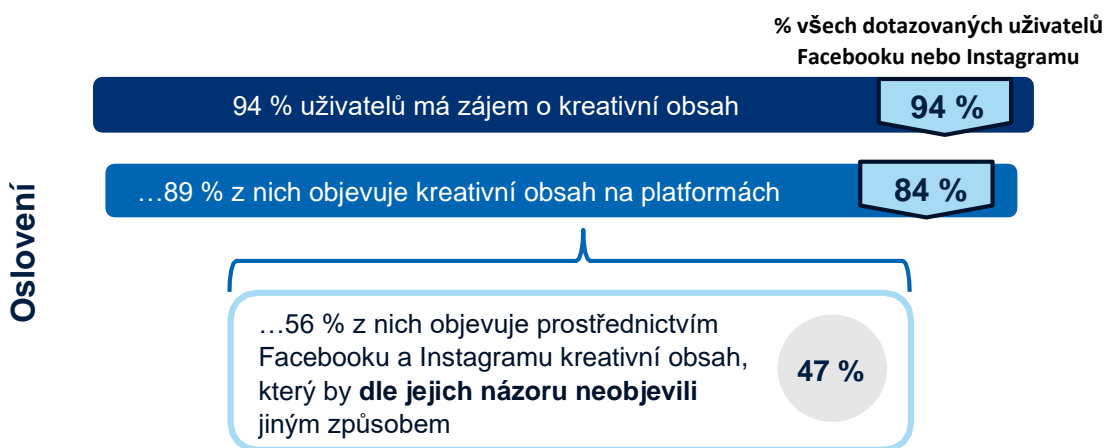 % všech dotazovaných uživatelů
Facebooku nebo Instagramu
94 % uživatelů má zájem o kreativní obsah
94 %
Oslovení
…89 % z nich objevuje kreativní obsah na platformách
84 %
…56 % z nich objevuje prostřednictvím
Facebooku a Instagramu kreativní obsah,
který by dle jejich názoru neobjevili
jiným způsobem
47 %